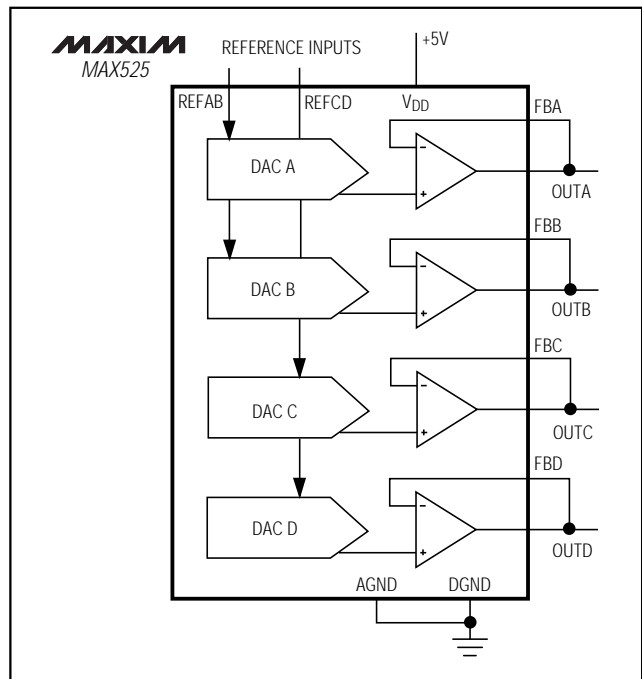 MAXIM
MAX525
REFERENCE INPUTS
+5V
REFAB
REFCD
VDD
FBA
DAC A
-
+
OUTA
FBB
DAC B
-
+
OUTB
FBC
DAC C
-
+
OUTC
FBD
DAC D
-
+
OUTD
AGND
DGND